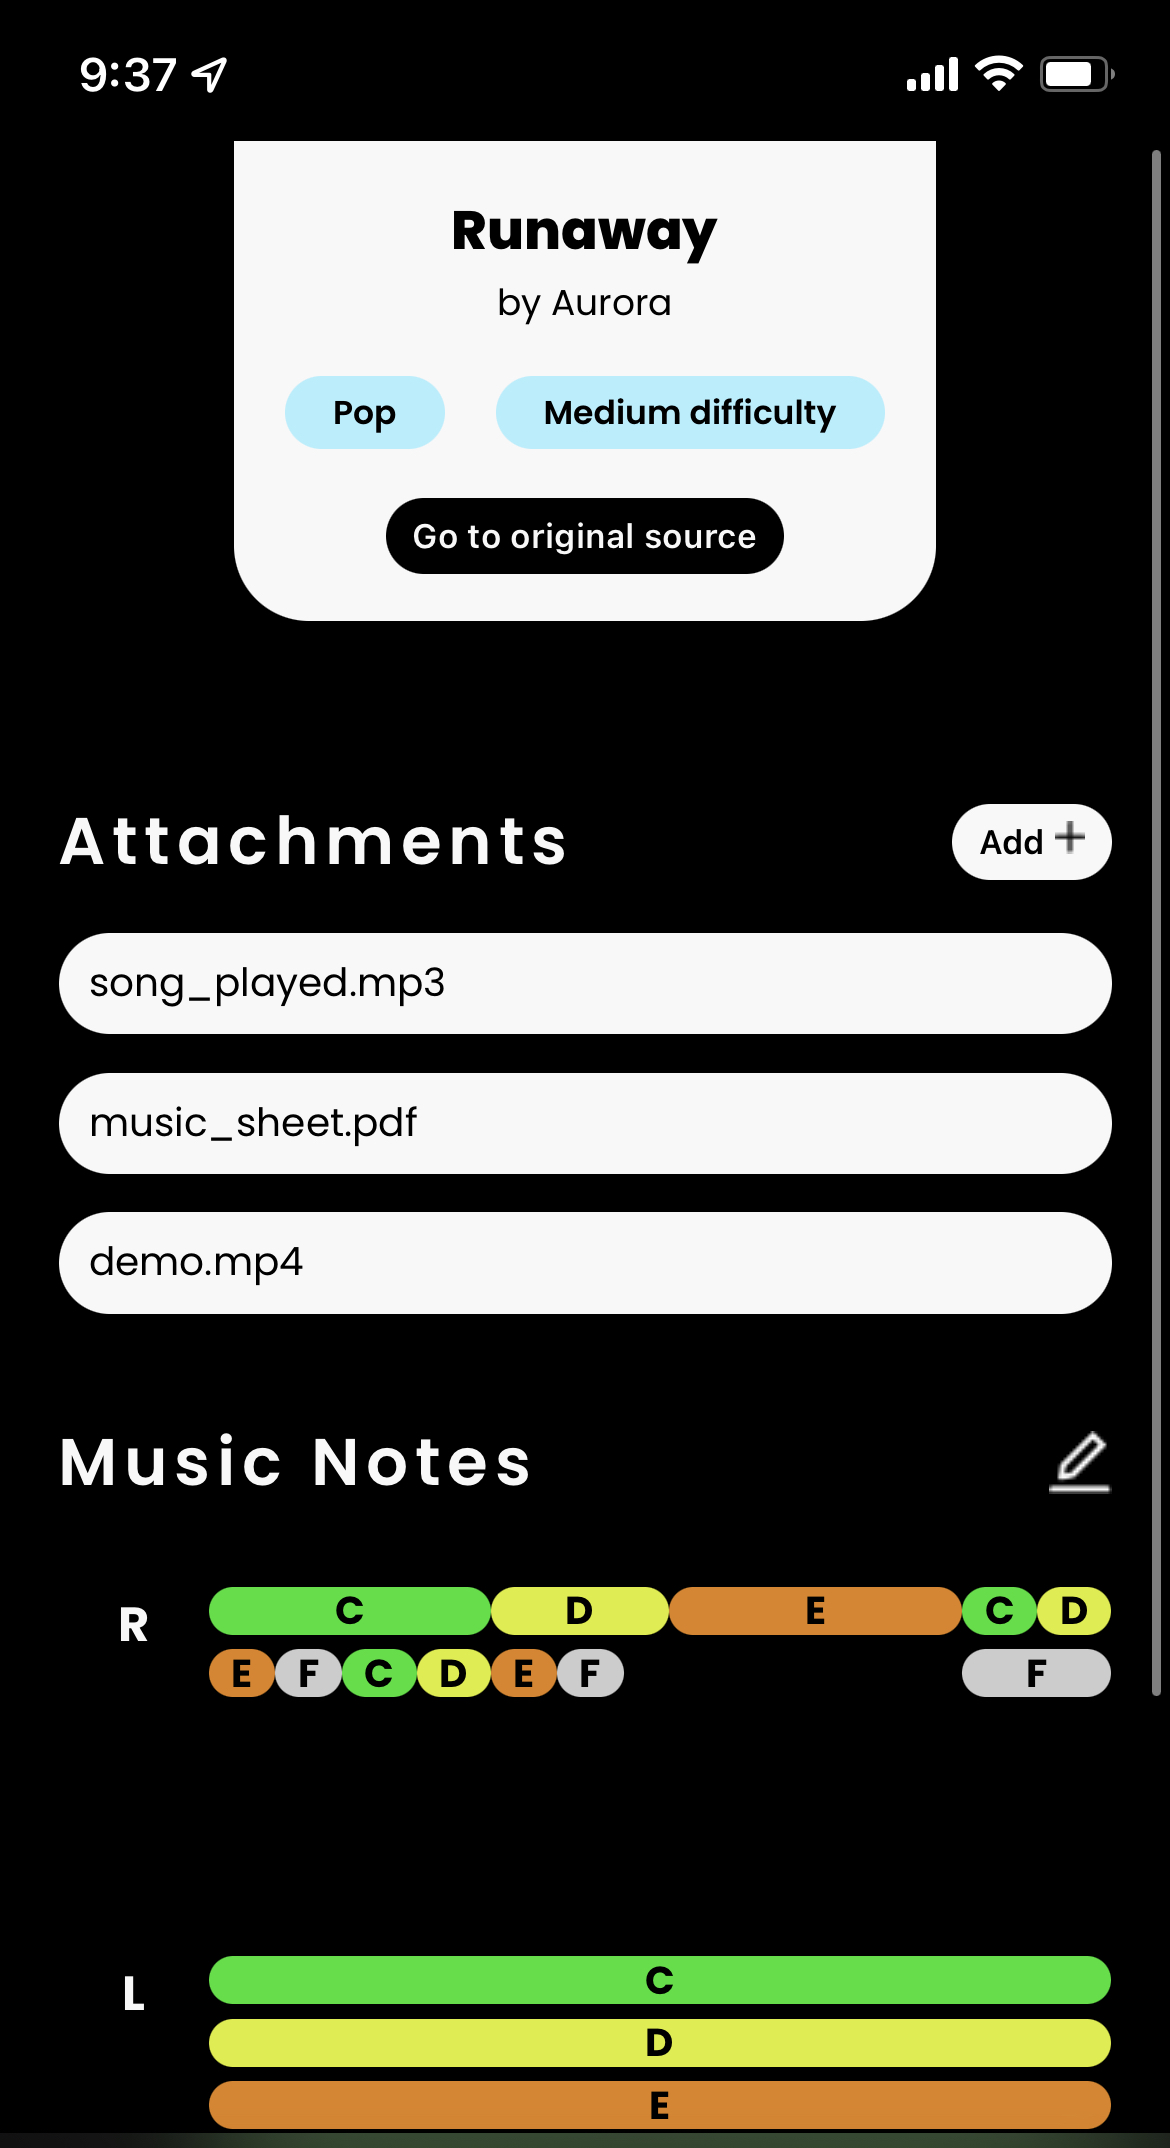 9:37
Runaway
by Aurora
Pop Medium difficulty
Go to original source
Attachments Add +
song_played.mp3
music_sheet.pdf
demo.mp4
Music Notes
R C D E C D
E F C D E F F
L C
D
E